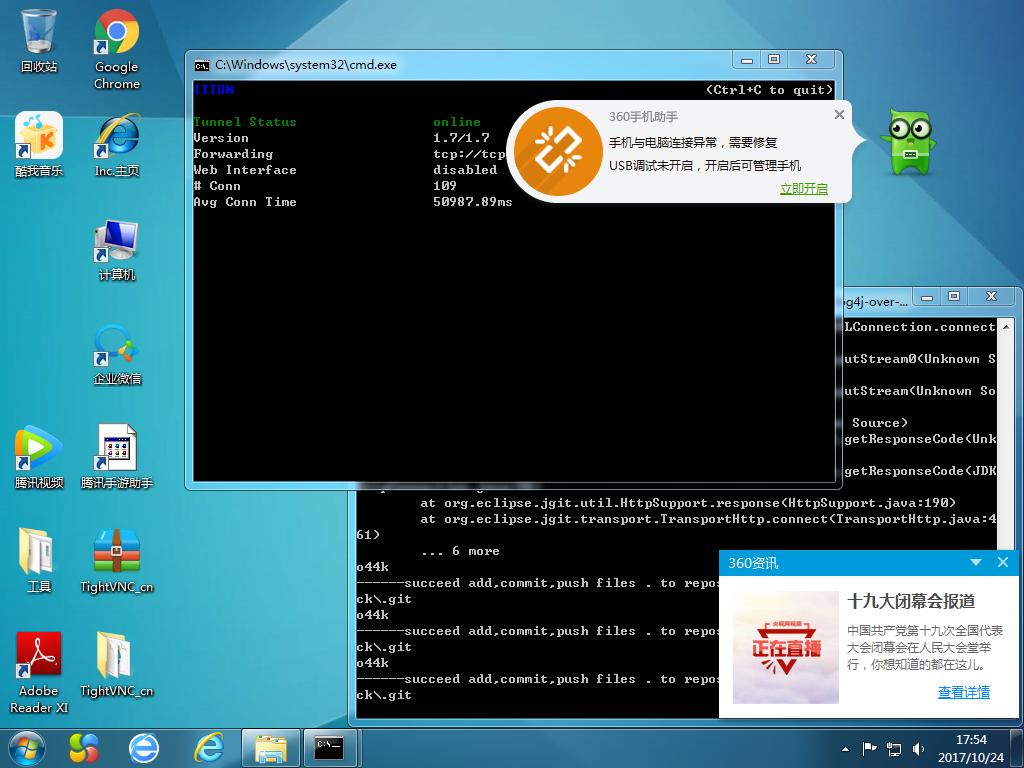 回收站
Google
Chrome
酷我音乐
Inc.主页
计算机
企业微信
腾讯视频
腾讯手游助手
工具
TightVNC_cn
Adobe
Reader XI
TightVNC_cn
C:\Windows\system32\cmd.exe
ITTUN
(Ctrl+C to quit)
Tunnel Status online
Version 1.7/1.7
Forwarding tcp://tcp
Web Interface disabled
# Conn 109
Avg Conn Time 50987.89ms
360手机助手
手机与电脑连接异常，需要修复
USB调试未开启，开启后可管理手机
立即开启
og4j-over-...
LConnection.connect
utStream0(Unknown S
utStream(Unknown So
Source)
getResponseCode(Unk
getResponseCode(JDK
at org.eclipse.jgit.util.HttpSupport.response(HttpSupport.java:190)
at org.eclipse.jgit.transport.TransportHttp.connect(TransportHttp.java:4
61)
... 6 more
o44k
------succeed add,commit,push files . to repos
ck\.git
o44k
------succeed add,commit,push files . to repos
ck\.git
o44k
------succeed add,commit,push files . to repos
ck\.git
360资讯
十九大闭幕会报道
央视网视频
正在直播
中国共产党第十九次全国代表
大会闭幕会在人民大会堂举
行，你想知道的都在这儿。
查看详情
C:\_
17:54
2017/10/24